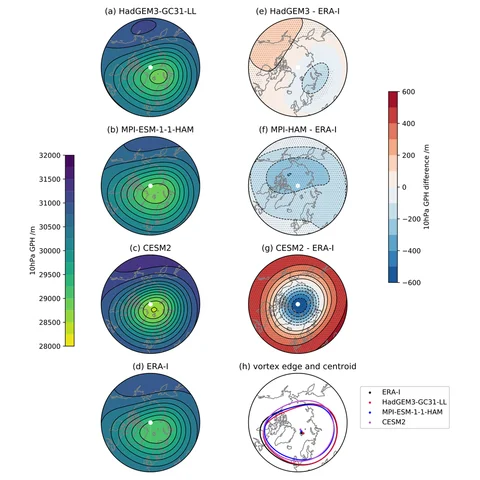 (a) HadGEM3-GC31-LL
(e) HadGEM3 - ERA-I
(b) MPI-ESM-1-1-HAM
(f) MPI-HAM - ERA-I
(c) CESM2
(g) CESM2 - ERA-I
(d) ERA-I
(h) vortex edge and centroid
32000
31500
31000
30500
30000
29500
29000
28500
28000
10hPa GPH /m
600
400
200
0
−200
−400
−600
10hPa GPH difference /m
ERA-I
HadGEM3-GC31-LL
MPI-ESM-1-1-HAM
CESM2